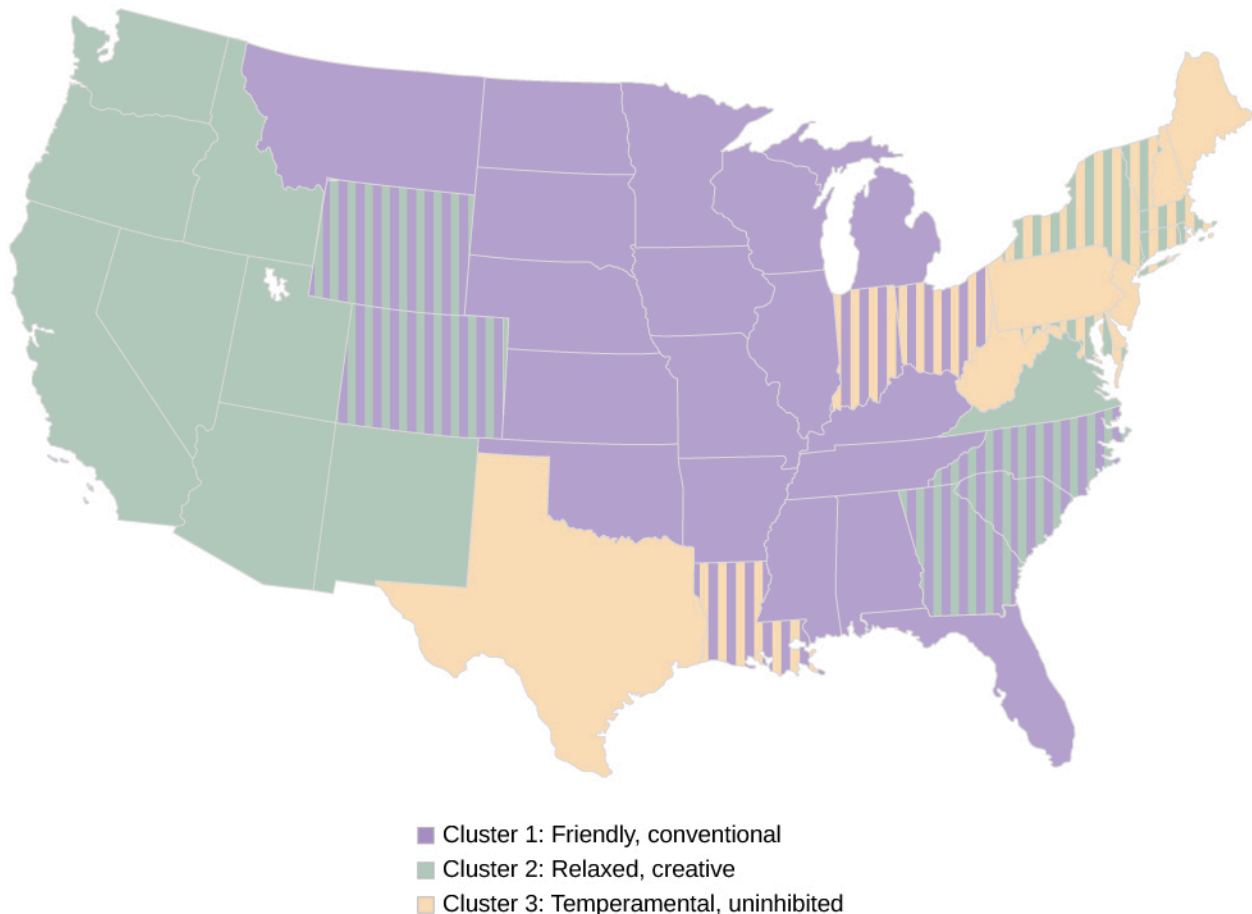 Cluster 1: Friendly, conventional
Cluster 2: Relaxed, creative
Cluster 3: Temperamental, uninhibited